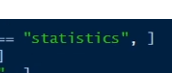 == "statistics", ]
]
", ]